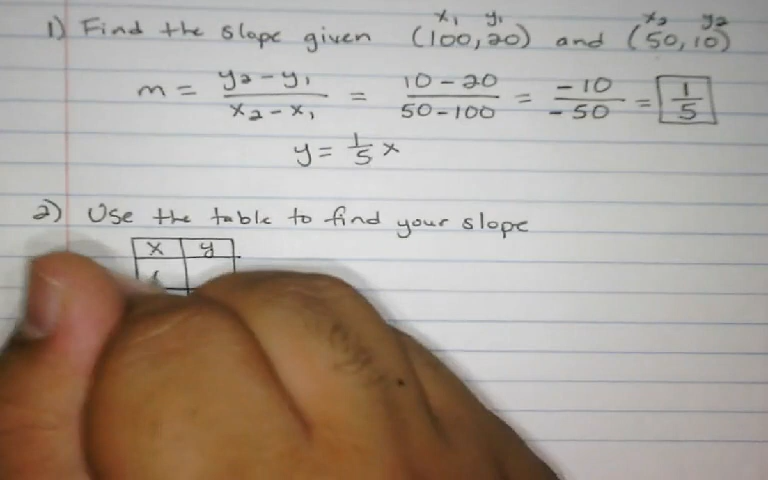 x₁ y₁ x₂ y₂
1) Find the slope given (100,20) and (50,10)
m = y₂-y₁ / x₂-x₁ = 10-20 / 50-100 = -10 / -50 = 1/5
y = 1/5 x
2) Use the table to find your slope
x y